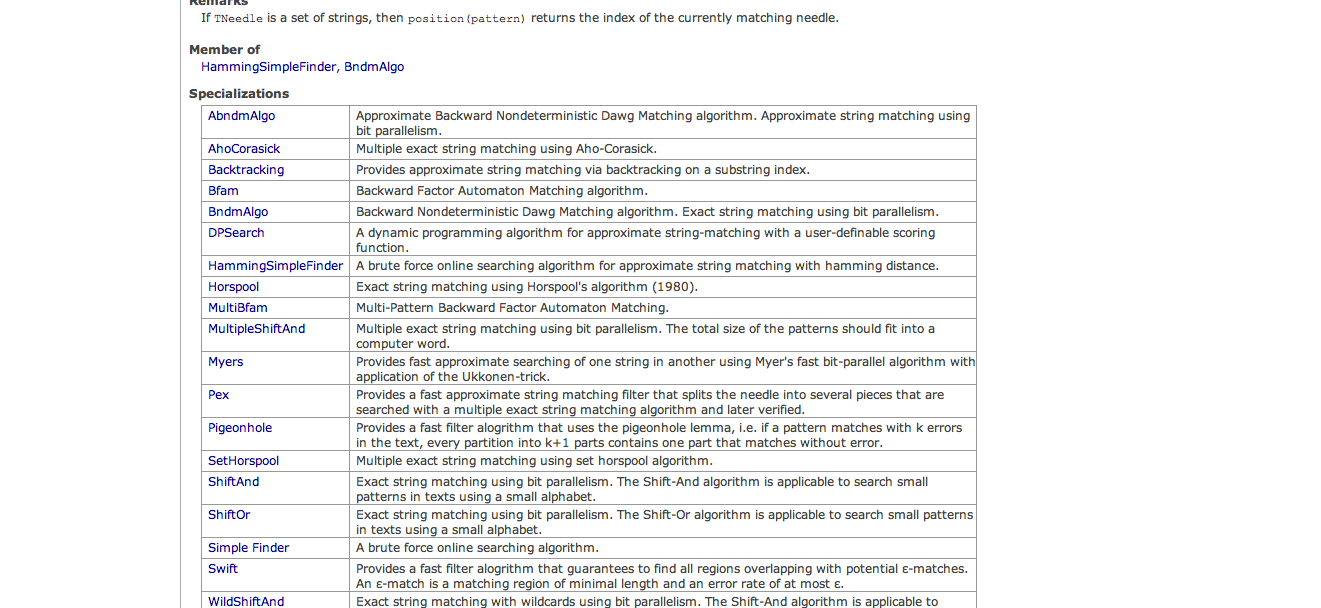 Remarks
If TNeedle is a set of strings, then position(pattern) returns the index of the currently matching needle.
Member of
HammingSimpleFinder, BndmAlgo
Specializations
AbndmAlgo Approximate Backward Nondeterministic Dawg Matching algorithm. Approximate string matching using
bit parallelism.
AhoCorasick Multiple exact string matching using Aho-Corasick.
Backtracking Provides approximate string matching via backtracking on a substring index.
Bfam Backward Factor Automaton Matching algorithm.
BndmAlgo Backward Nondeterministic Dawg Matching algorithm. Exact string matching using bit parallelism.
DPSearch A dynamic programming algorithm for approximate string-matching with a user-definable scoring
function.
HammingSimpleFinder A brute force online searching algorithm for approximate string matching with hamming distance.
Horspool Exact string matching using Horspool's algorithm (1980).
MultiBfam Multi-Pattern Backward Factor Automaton Matching.
MultipleShiftAnd Multiple exact string matching using bit parallelism. The total size of the patterns should fit into a
computer word.
Myers Provides fast approximate searching of one string in another using Myer's fast bit-parallel algorithm with
application of the Ukkonen-trick.
Pex Provides a fast approximate string matching filter that splits the needle into several pieces that are
searched with a multiple exact string matching algorithm and later verified.
Pigeonhole Provides a fast filter alogrithm that uses the pigeonhole lemma, i.e. if a pattern matches with k errors
in the text, every partition into k+1 parts contains one part that matches without error.
SetHorspool Multiple exact string matching using set horspool algorithm.
ShiftAnd Exact string matching using bit parallelism. The Shift-And algorithm is applicable to search small
patterns in texts using a small alphabet.
ShiftOr Exact string matching using bit parallelism. The Shift-Or algorithm is applicable to search small patterns
in texts using a small alphabet.
Simple Finder A brute force online searching algorithm.
Swift Provides a fast filter alogrithm that guarantees to find all regions overlapping with potential ε-matches.
An ε-match is a matching region of minimal length and an error rate of at most ε.
WildShiftAnd Exact string matching with wildcards using bit parallelism. The Shift-And algorithm is applicable to